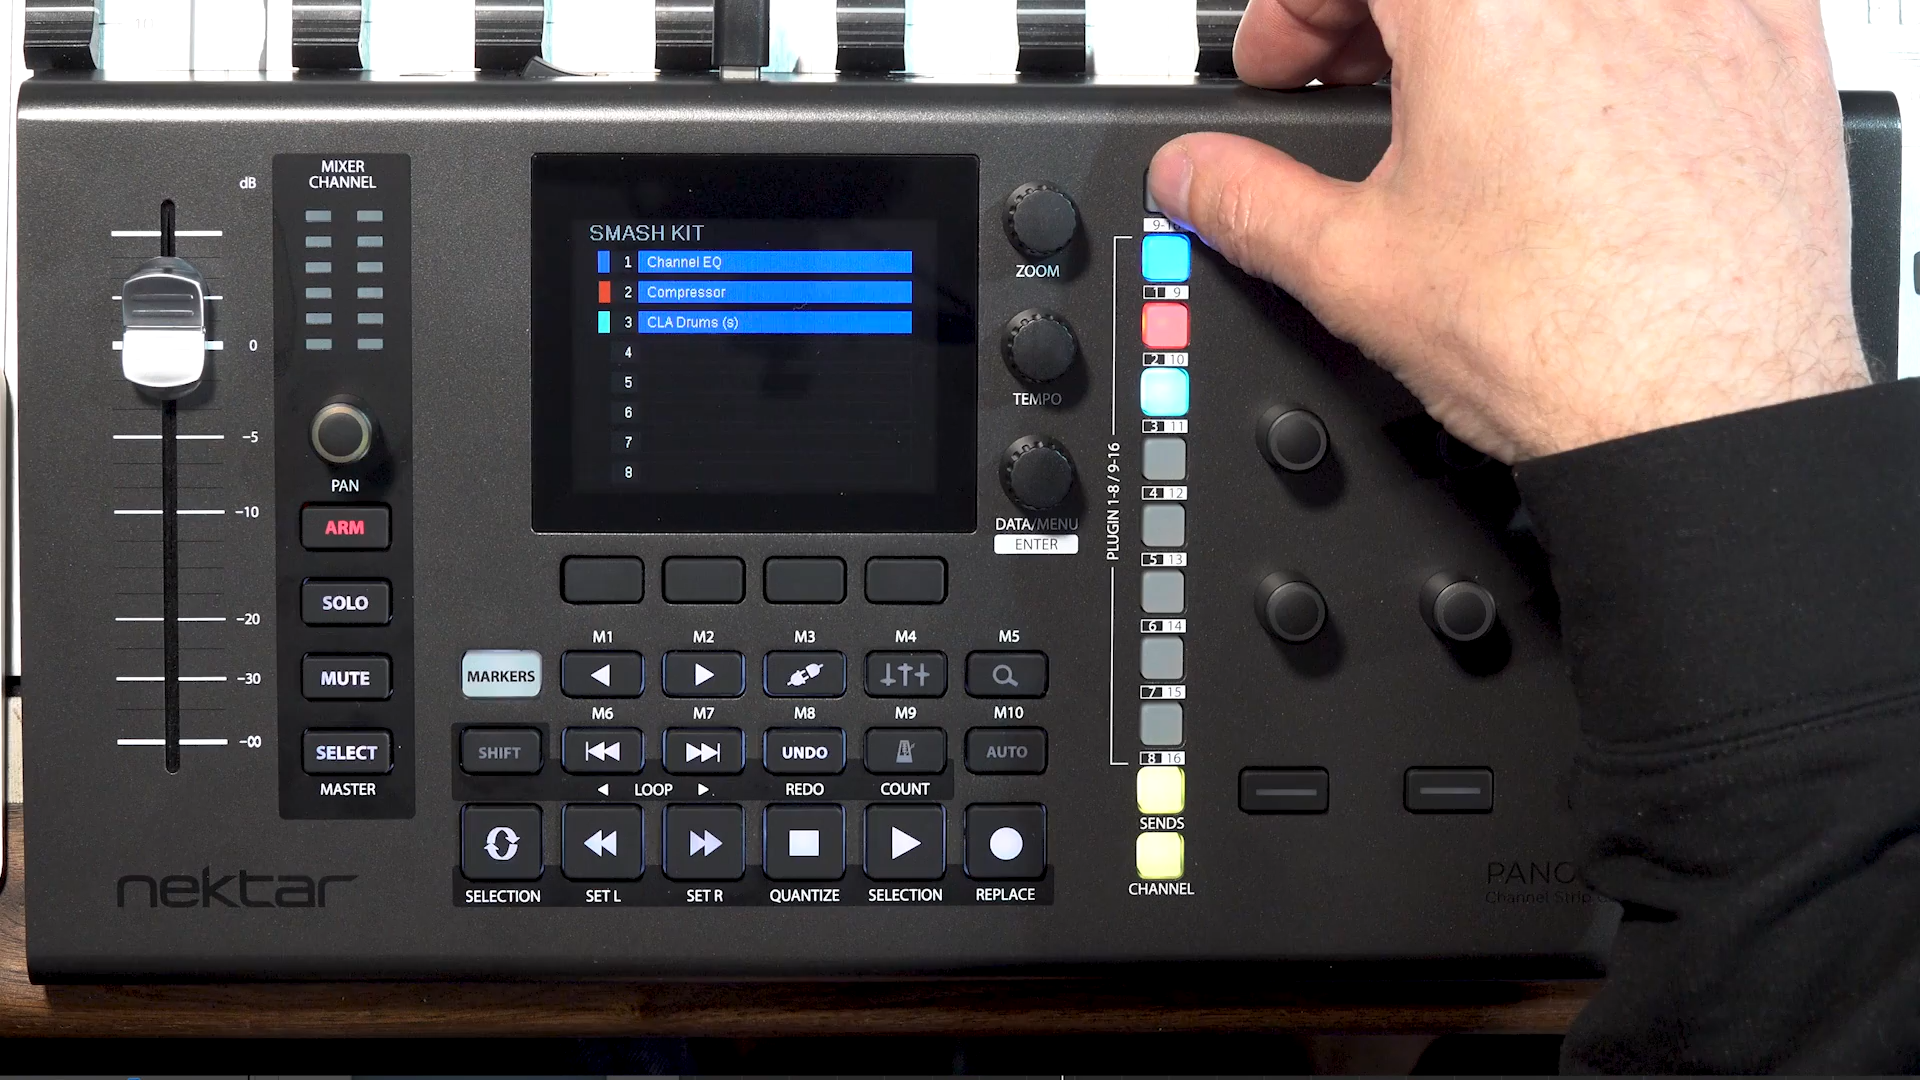 dB
MIXER
CHANNEL
0
-5
-10
-20
-30
-∞
PAN
ARM
SOLO
MUTE
SELECT
MASTER
SMASH KIT
1 Channel EQ
2 Compressor
3 CLA Drums (s)
4
5
6
7
8
ZOOM
TEMPO
DATA/MENU
ENTER
M1 M2 M3 M4 M5
MARKERS
M6 M7 M8 M9 M10
SHIFT UNDO AUTO
LOOP REDO COUNT
SELECTION SET L SET R QUANTIZE SELECTION REPLACE
PLUGIN 1-8 / 9-16
1 9
2 10
3 11
4 12
5 13
6 14
7 15
8 16
SENDS
CHANNEL
nektar
Channel Strip